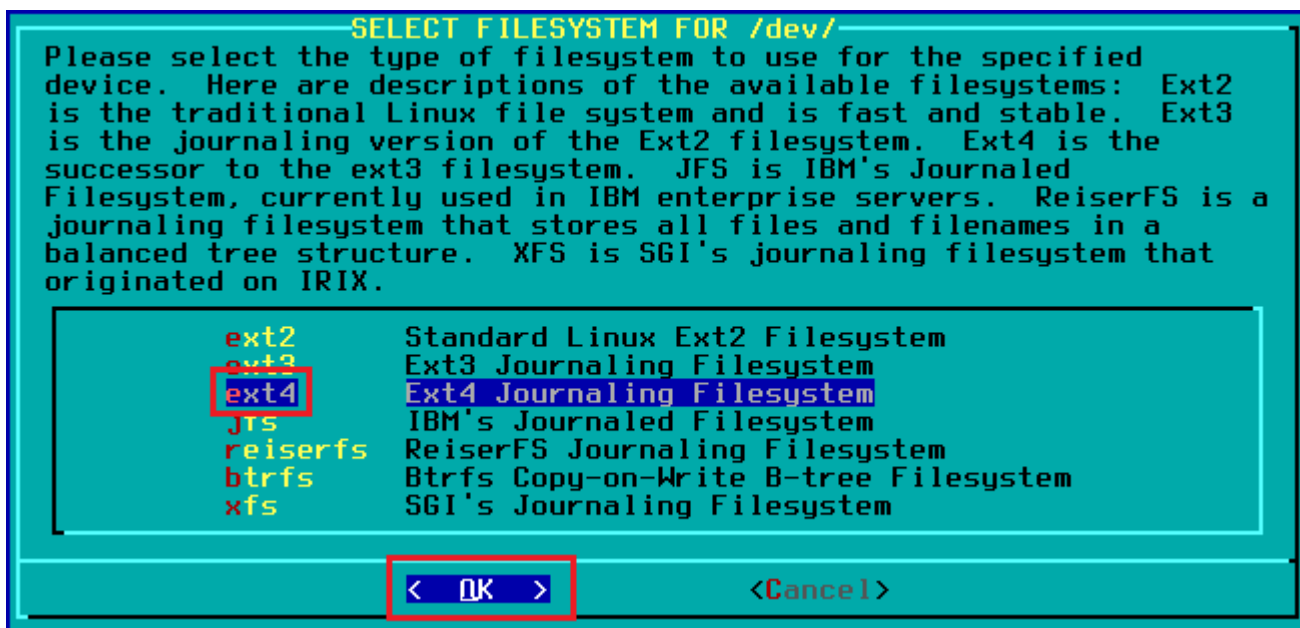 SELECT FILESYSTEM FOR /dev/
Please select the type of filesystem to use for the specified
device.  Here are descriptions of the available filesystems:  Ext2
is the traditional Linux file system and is fast and stable.  Ext3
is the journaling version of the Ext2 filesystem.  Ext4 is the
successor to the ext3 filesystem.  JFS is IBM's Journaled
Filesystem, currently used in IBM enterprise servers.  ReiserFS is a
journaling filesystem that stores all files and filenames in a
balanced tree structure.  XFS is SGI's journaling filesystem that
originated on IRIX.
ext2 Standard Linux Ext2 Filesystem
ext3 Ext3 Journaling Filesystem
ext4 Ext4 Journaling Filesystem
jfs IBM's Journaled Filesystem
reiserfs ReiserFS Journaling Filesystem
btrfs Btrfs Copy-on-Write B-tree Filesystem
xfs SGI's Journaling Filesystem
< OK > <Cancel>